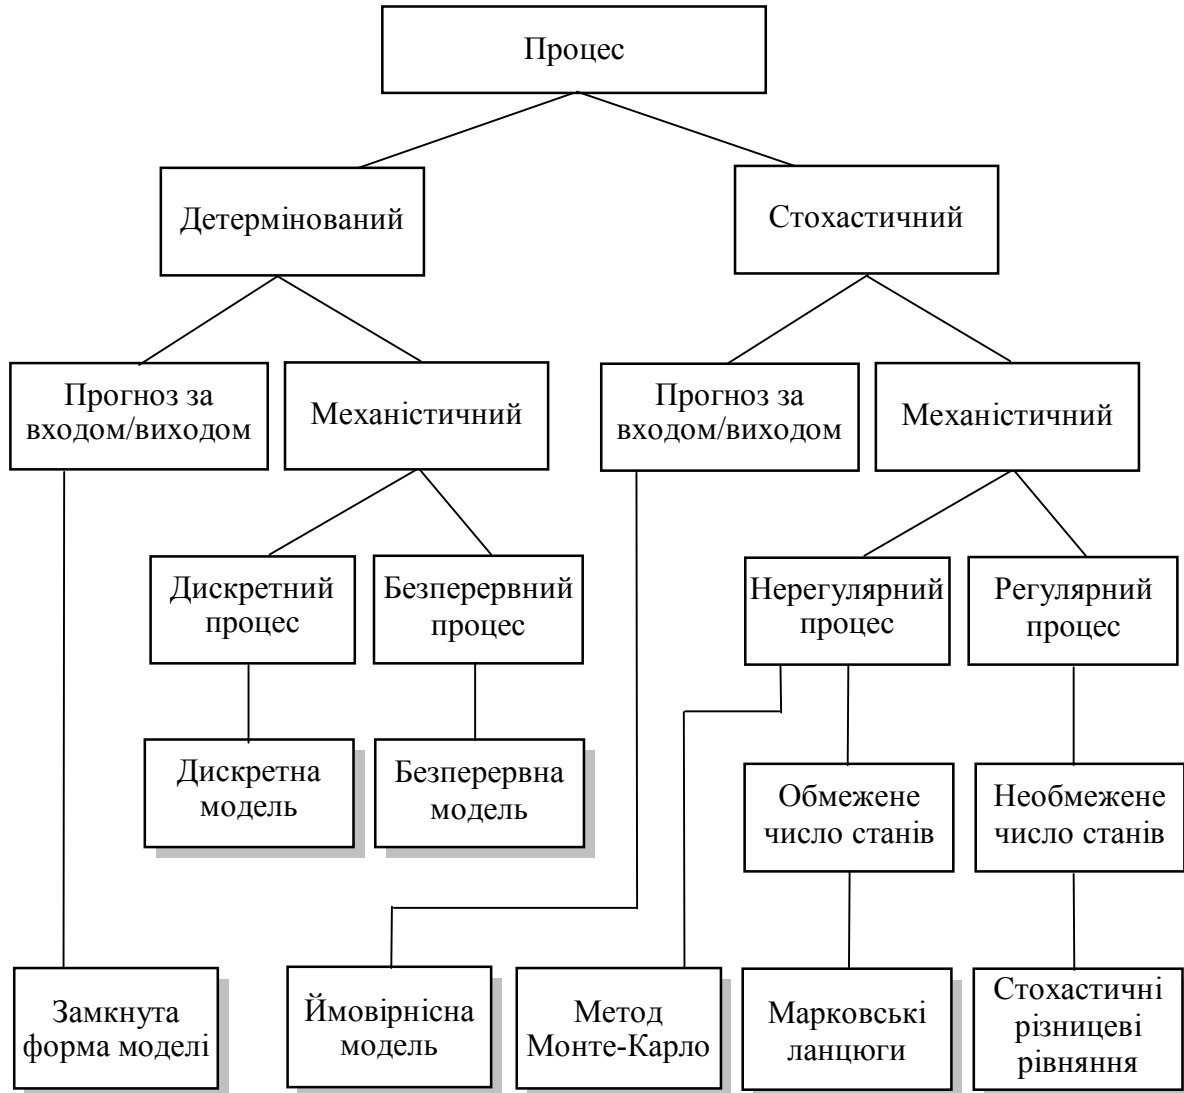 Процес
Детермінований
Стохастичний
Прогноз за
входом/виходом
Механістичний
Прогноз за
входом/виходом
Механістичний
Дискретний
процес
Безперервний
процес
Нерегулярний
процес
Регулярний
процес
Дискретна
модель
Безперервна
модель
Обмежене
число станів
Необмежене
число станів
Замкнута
форма моделі
Ймовірнісна
модель
Метод
Монте-Карло
Марковські
ланцюги
Стохастичні
різницеві
рівняння